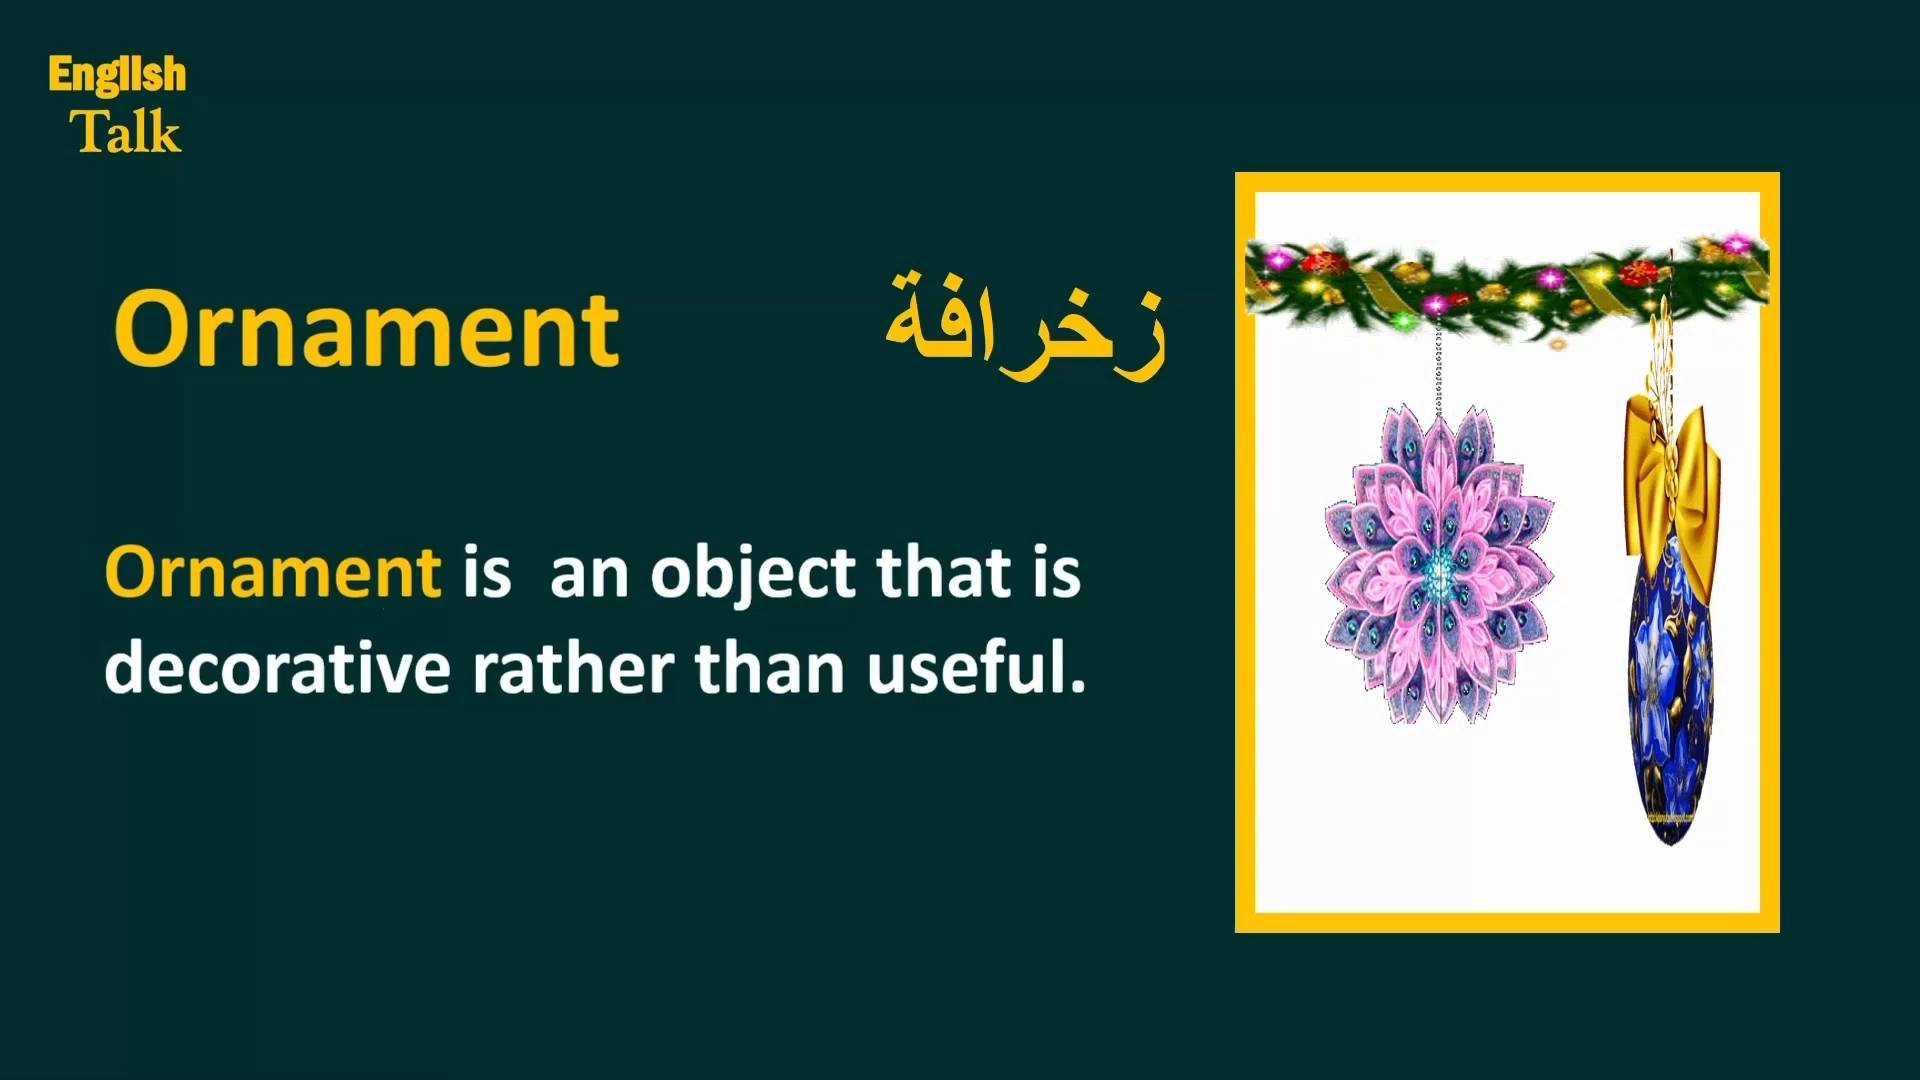 English
Talk
Ornament
زخرافة
Ornament is  an object that is
decorative rather than useful.